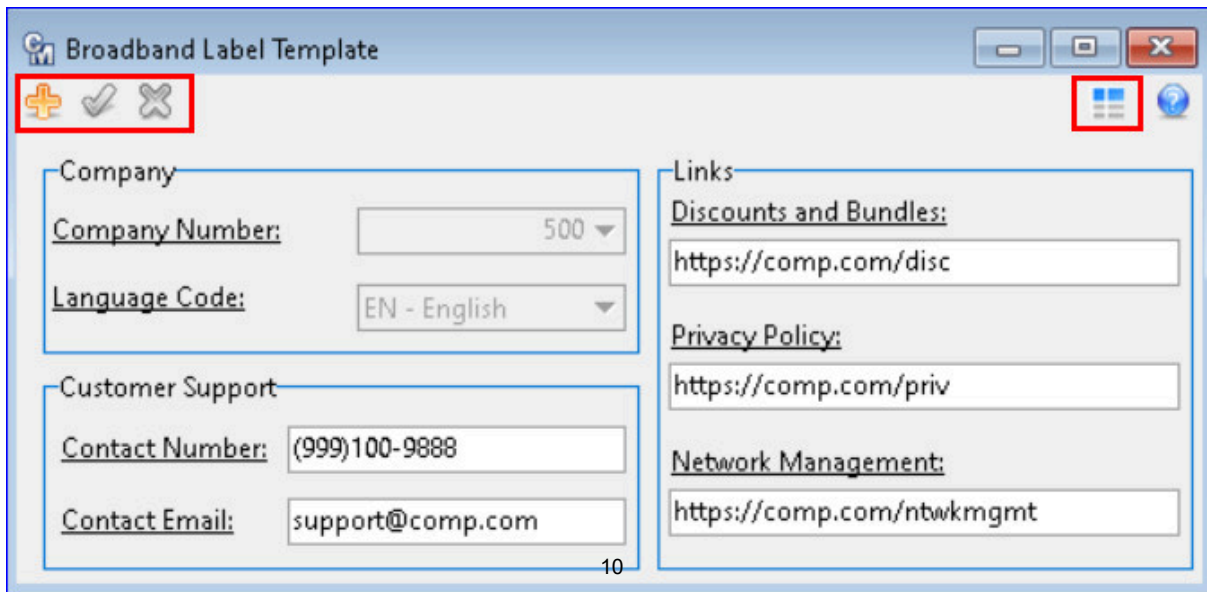 Broadband Label Template
Company
Company Number:
500
Language Code:
EN - English
Customer Support
Contact Number:
(999)100-9888
Contact Email:
support@comp.com
Links
Discounts and Bundles:
https://comp.com/disc
Privacy Policy:
https://comp.com/priv
Network Management:
https://comp.com/ntwkmgmt
10